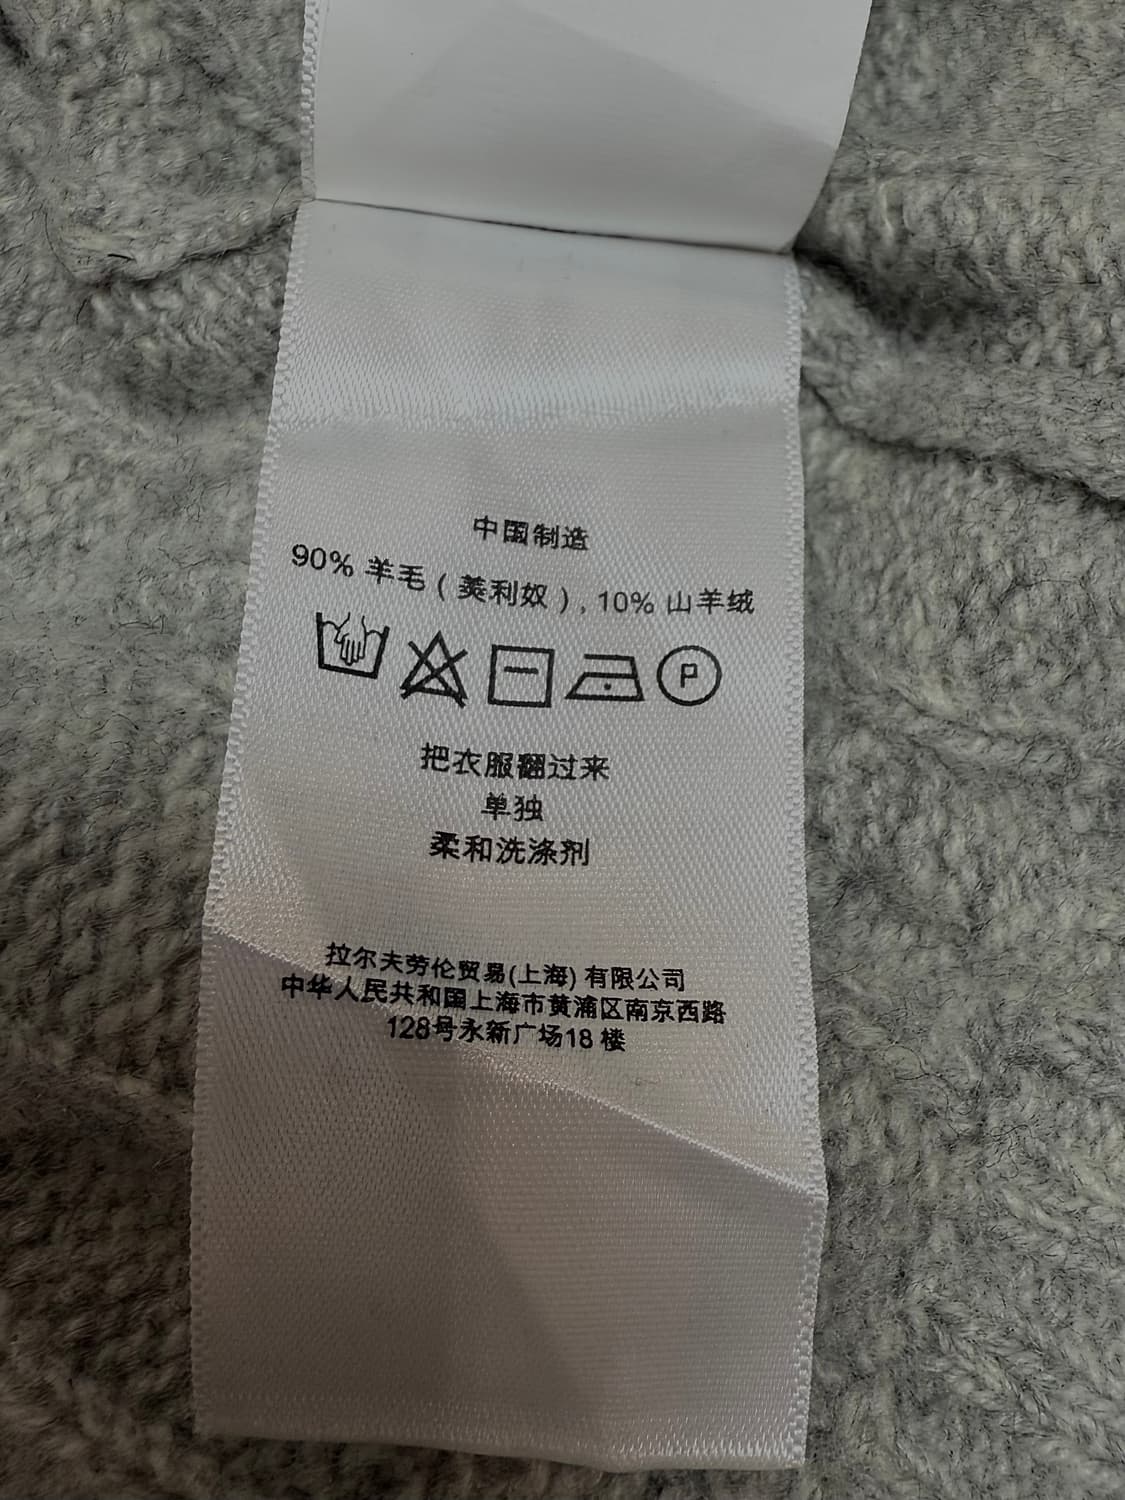 中国制造
90% 羊毛 ( 美利奴 ) , 10% 山羊绒
P
把衣服翻过来
单独
柔和洗涤剂
拉尔夫劳伦贸易(上海) 有限公司
中华人民共和国上海市黄浦区南京西路
128号永新广场18 楼